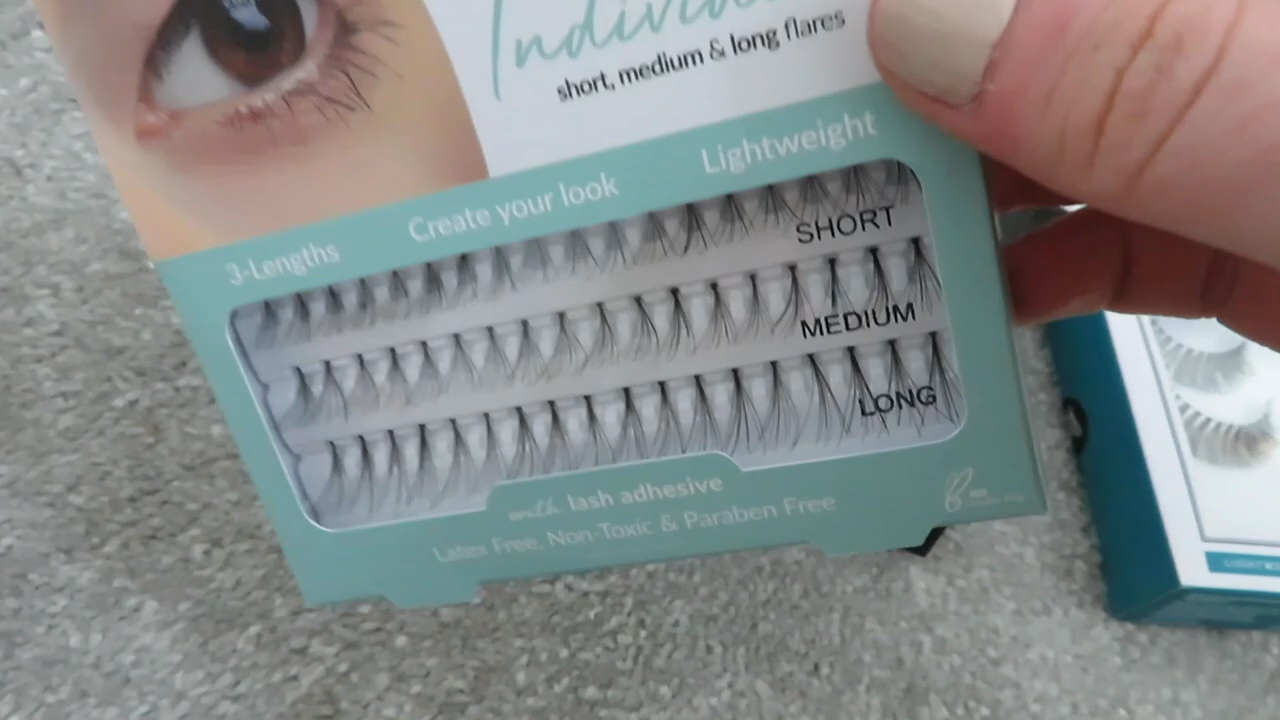 short, medium & long flares
3-Lengths
Create your look
Lightweight
SHORT
MEDIUM
LONG
with lash adhesive
Latex Free, Non-Toxic & Paraben Free